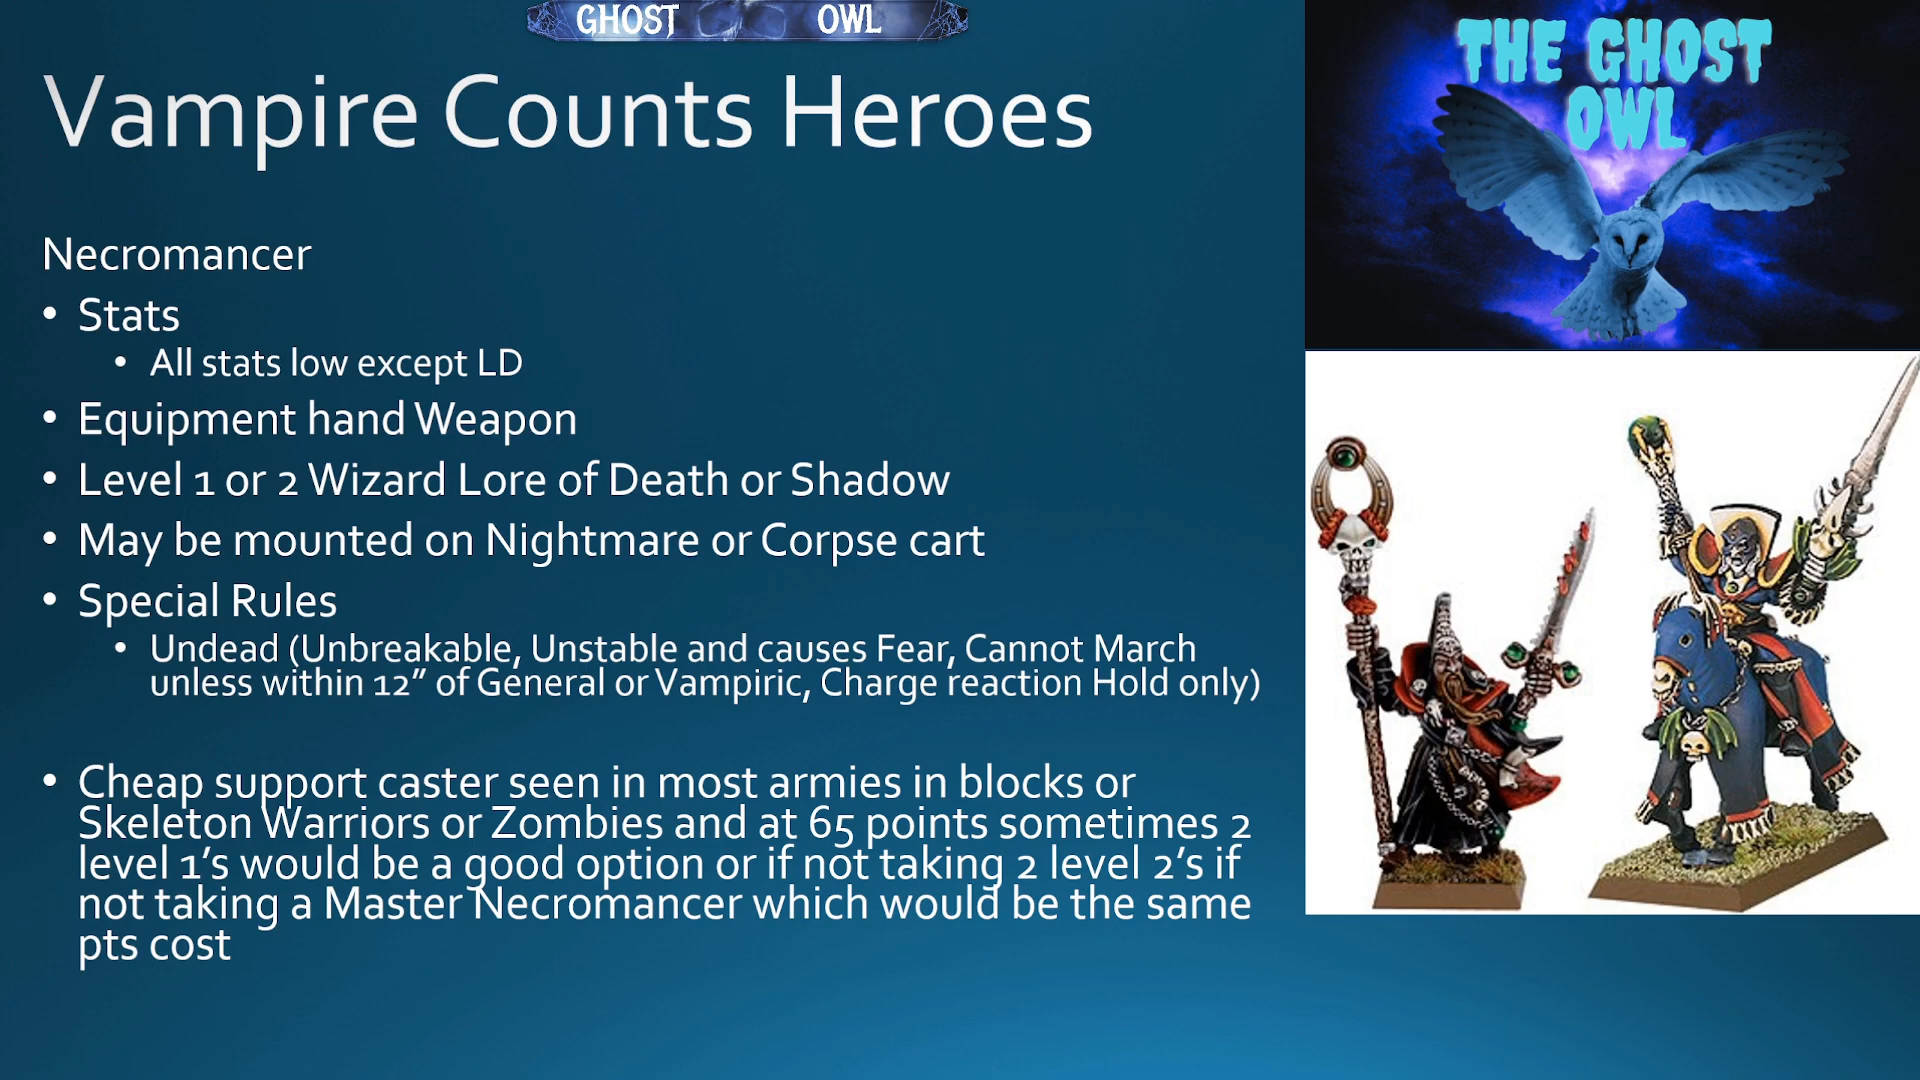 GHOST OWL
THE GHOST
OWL
Vampire Counts Heroes
Necromancer
• Stats
• All stats low except LD
• Equipment hand Weapon
• Level 1 or 2 Wizard Lore of Death or Shadow
• May be mounted on Nightmare or Corpse cart
• Special Rules
• Undead (Unbreakable, Unstable and causes Fear, Cannot March
unless within 12” of General or Vampiric, Charge reaction Hold only)
• Cheap support caster seen in most armies in blocks or
Skeleton Warriors or Zombies and at 65 points sometimes 2
level 1’s would be a good option or if not taking 2 level 2’s if
not taking a Master Necromancer which would be the same
pts cost